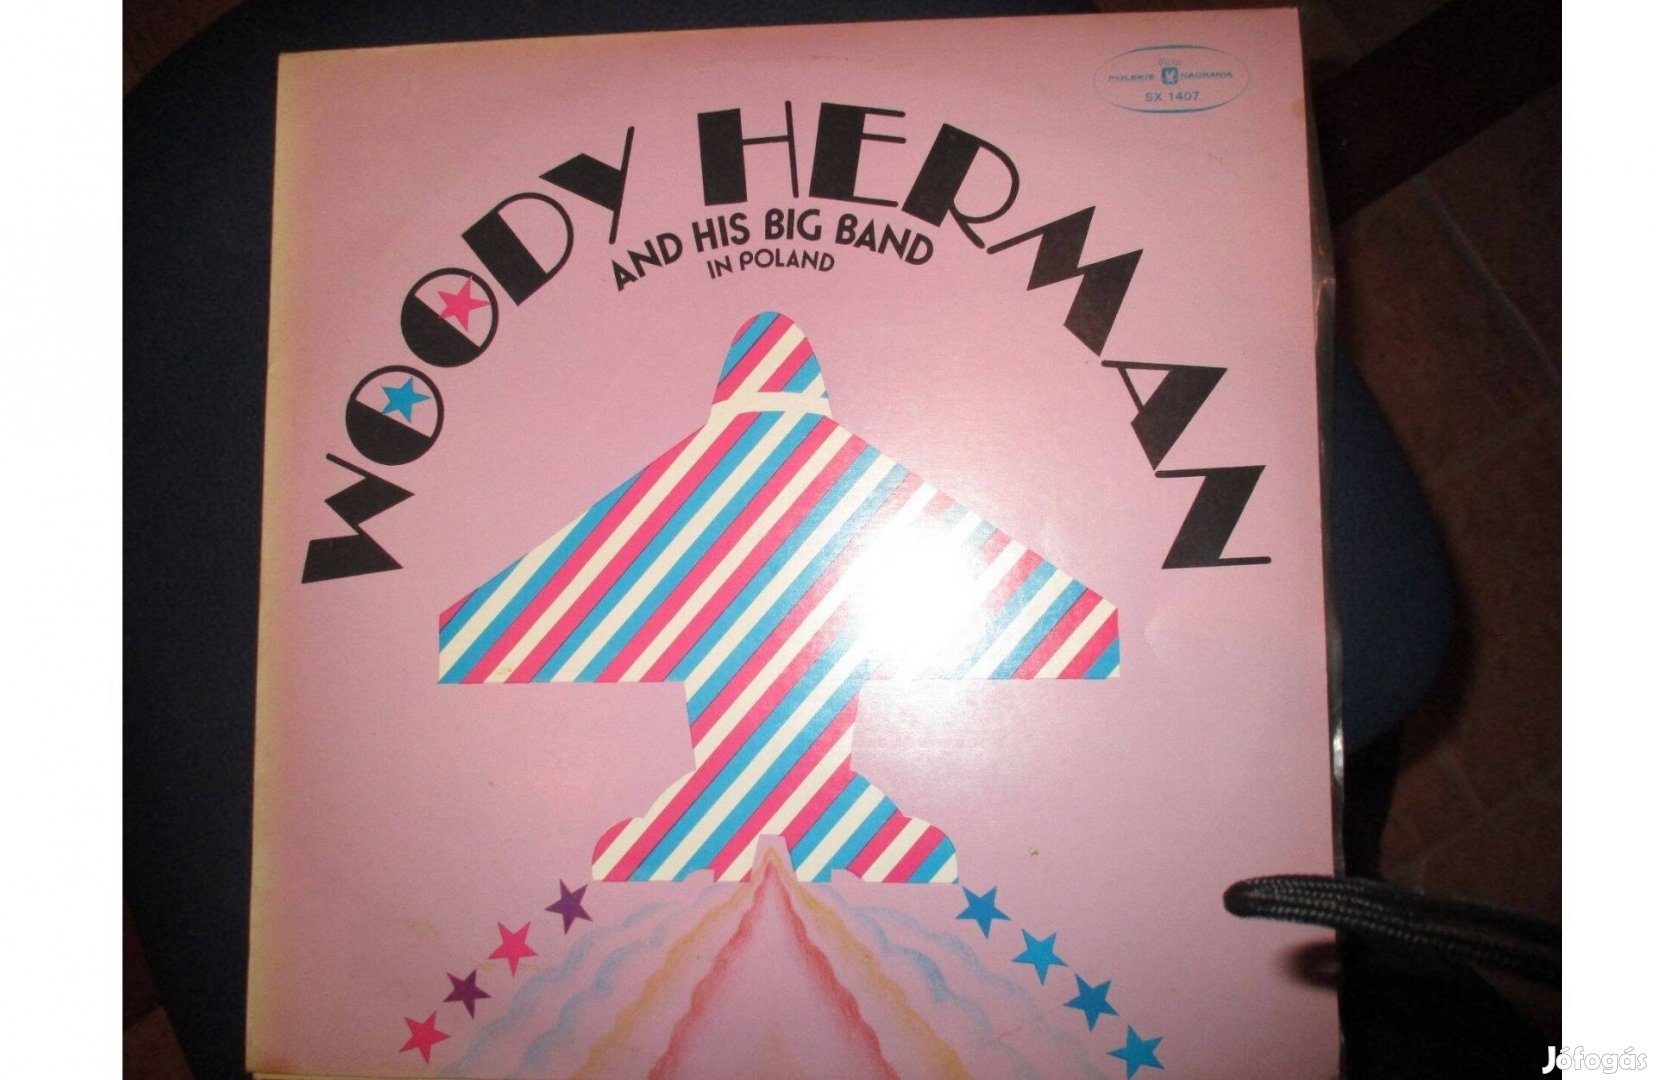 POLSKIE NAGRANIA
SX 1407
WOODY HERMAN
AND HIS BIG BAND
IN POLAND
Jófogás